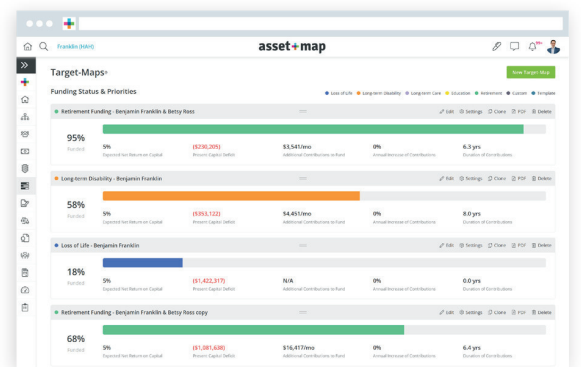 Franklin (HAH)
asset+map
99+
Target-Maps®
New Target-Map
Funding Status & Priorities
Loss of Life Long-term Disability Long-term Care Education Retirement Custom Template
Retirement Funding - Benjamin Franklin & Betsy Ross Edit Settings Clone PDF Delete
95%
Funded
5% ($230,205) $3,541/mo 0% 6.3 yrs
Expected Net Return on Capital Present Capital Deficit Additional Contributions to Fund Annual Increase of Contributions Duration of Contributions
Long-term Disability - Benjamin Franklin Edit Settings Clone PDF Delete
58%
Funded
5% ($353,122) $4,451/mo 0% 8.0 yrs
Expected Net Return on Capital Present Capital Deficit Additional Contributions to Fund Annual Increase of Contributions Duration of Contributions
Loss of Life - Benjamin Franklin Edit Settings Clone PDF Delete
18%
Funded
5% ($1,422,317) N/A 0% 0.0 yrs
Expected Net Return on Capital Present Capital Deficit Additional Contributions to Fund Annual Increase of Contributions Duration of Contributions
Retirement Funding - Benjamin Franklin & Betsy Ross copy Edit Settings Clone PDF Delete
68%
Funded
5% ($1,381,638) $16,417/mo 0% 6.4 yrs
Expected Net Return on Capital Present Capital Deficit Additional Contributions to Fund Annual Increase of Contributions Duration of Contributions